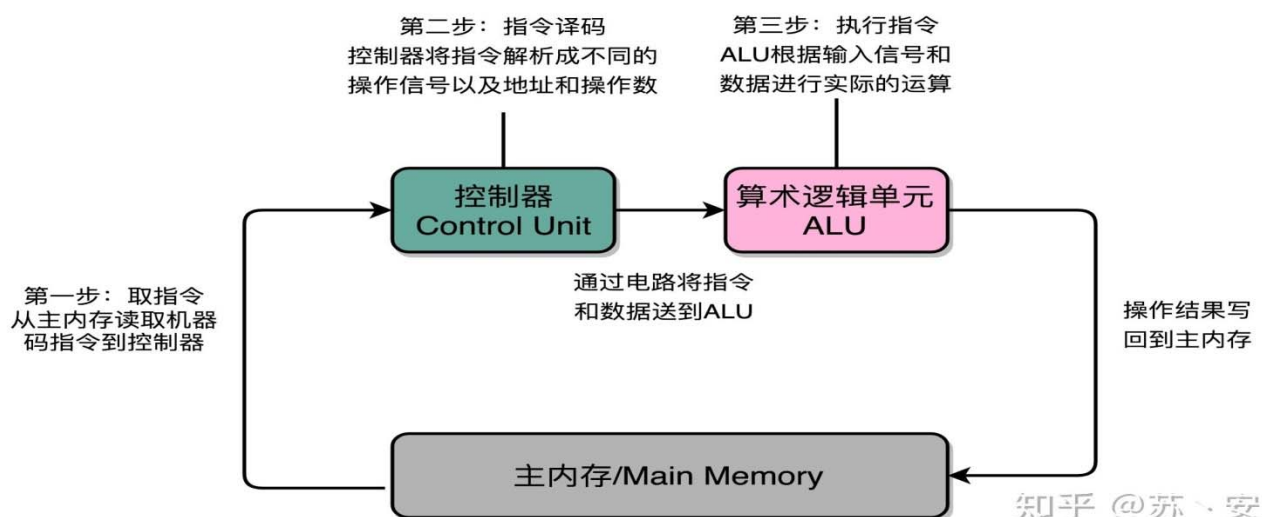 第二步：指令译码
控制器将指令解析成不同的
操作信号以及地址和操作数
第三步：执行指令
ALU根据输入信号和
数据进行实际的运算
控制器
Control Unit
算术逻辑单元
ALU
第一步：取指令
从主内存读取机器
码指令到控制器
通过电路将指令
和数据送到ALU
操作结果写
回到主内存
主内存/Main Memory
知乎 @苏丶安